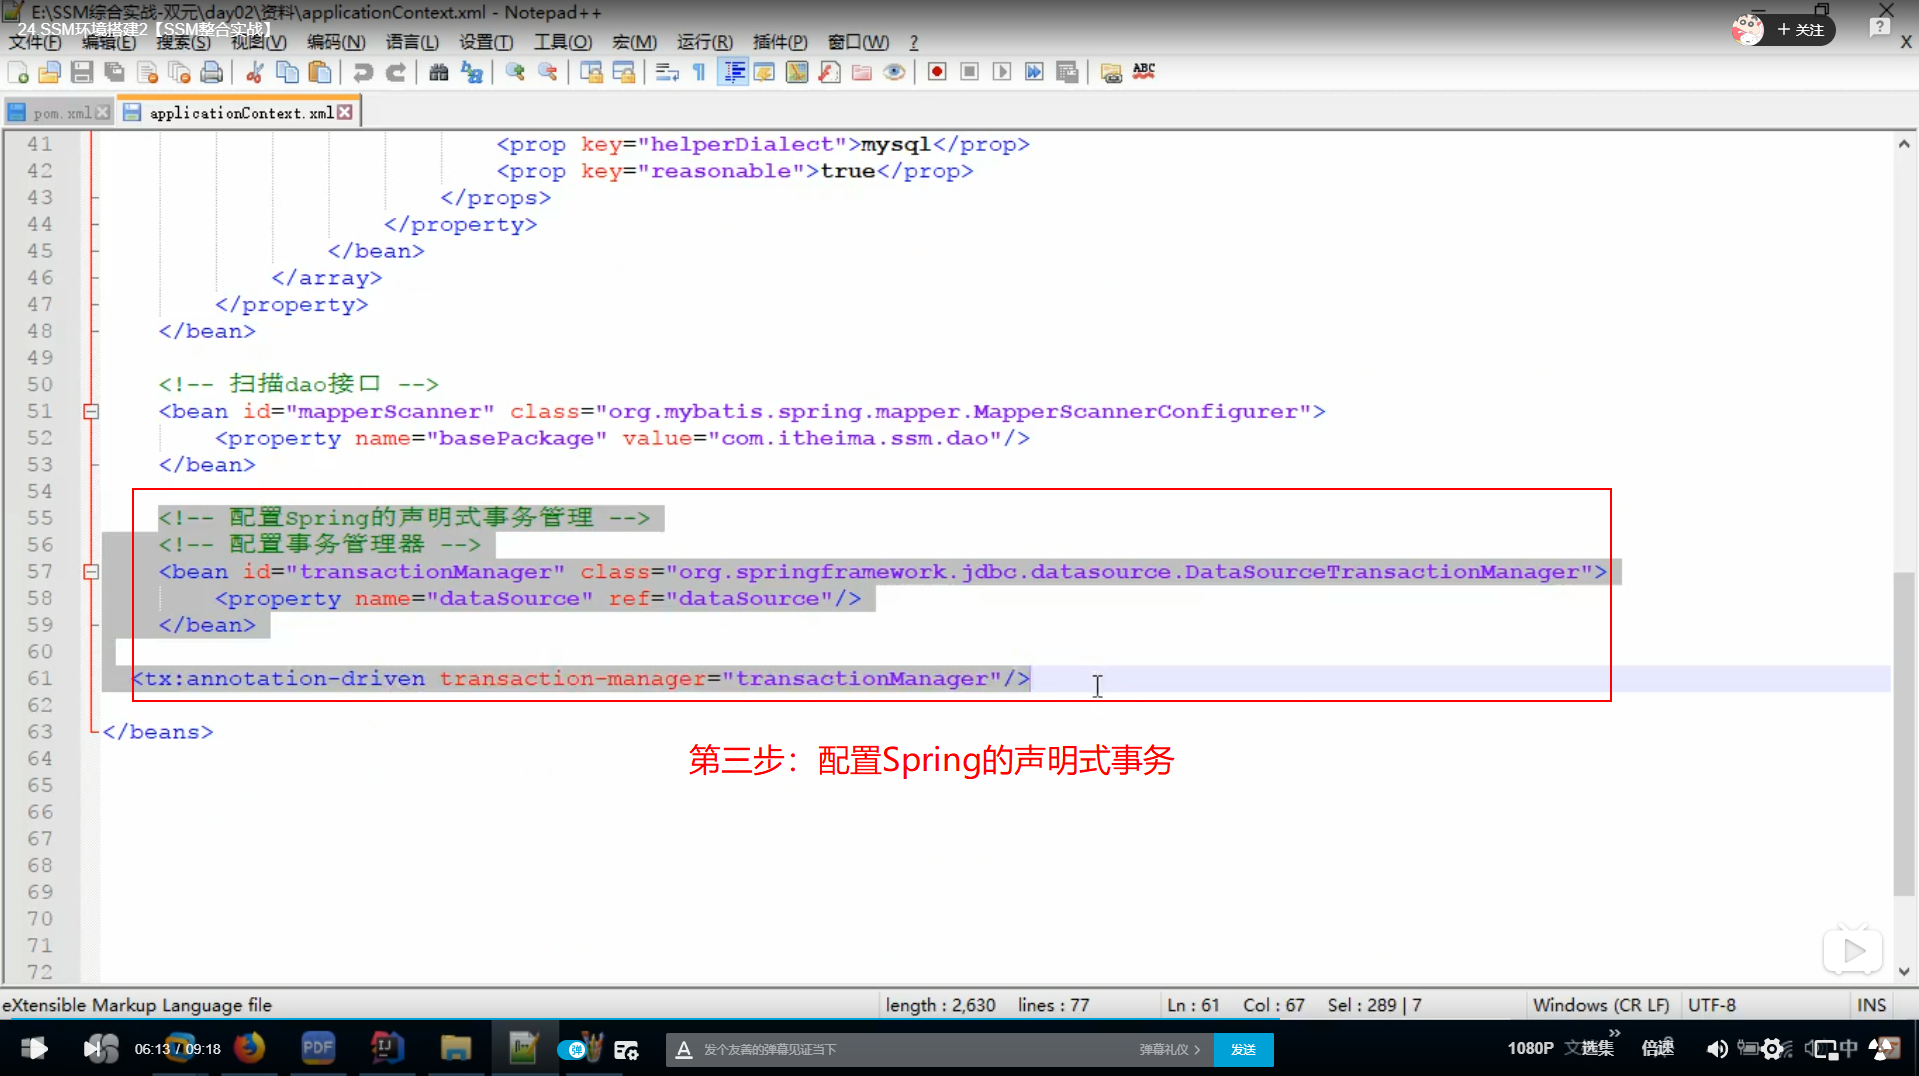 E:\SSM综合实战-双元\day02\资料\applicationContext.xml - Notepad++
24.SSM环境搭建2【SSM整合实战】
+ 关注
文件(F) 编辑(E) 搜索(S) 视图(V) 编码(N) 语言(L) 设置(T) 工具(O) 宏(M) 运行(R) 插件(P) 窗口(W) ?
X
ABC
pom.xml applicationContext.xml
41 <prop key="helperDialect">mysql</prop>
42 <prop key="reasonable">true</prop>
43 </props>
44 </property>
45 </bean>
46 </array>
47 </property>
48 </bean>
49
50 <!-- 扫描dao接口 -->
51 <bean id="mapperScanner" class="org.mybatis.spring.mapper.MapperScannerConfigurer">
52 <property name="basePackage" value="com.itheima.ssm.dao"/>
53 </bean>
54
55 <!-- 配置Spring的声明式事务管理 -->
56 <!-- 配置事务管理器 -->
57 <bean id="transactionManager" class="org.springframework.jdbc.datasource.DataSourceTransactionManager">
58 <property name="dataSource" ref="dataSource"/>
59 </bean>
60
61 <tx:annotation-driven transaction-manager="transactionManager"/>
62
63 </beans>
第三步：配置Spring的声明式事务
64
65
66
67
68
69
70
71
72
eXtensible Markup Language file length : 2,630 lines : 77 Ln : 61 Col : 67 Sel : 289 | 7 Windows (CR LF) UTF-8 INS
06:13 / 09:18 PDF IJ 弹 A 发个友善的弹幕见证当下 弹幕礼仪 > 发送 1080P 选集 倍速 中